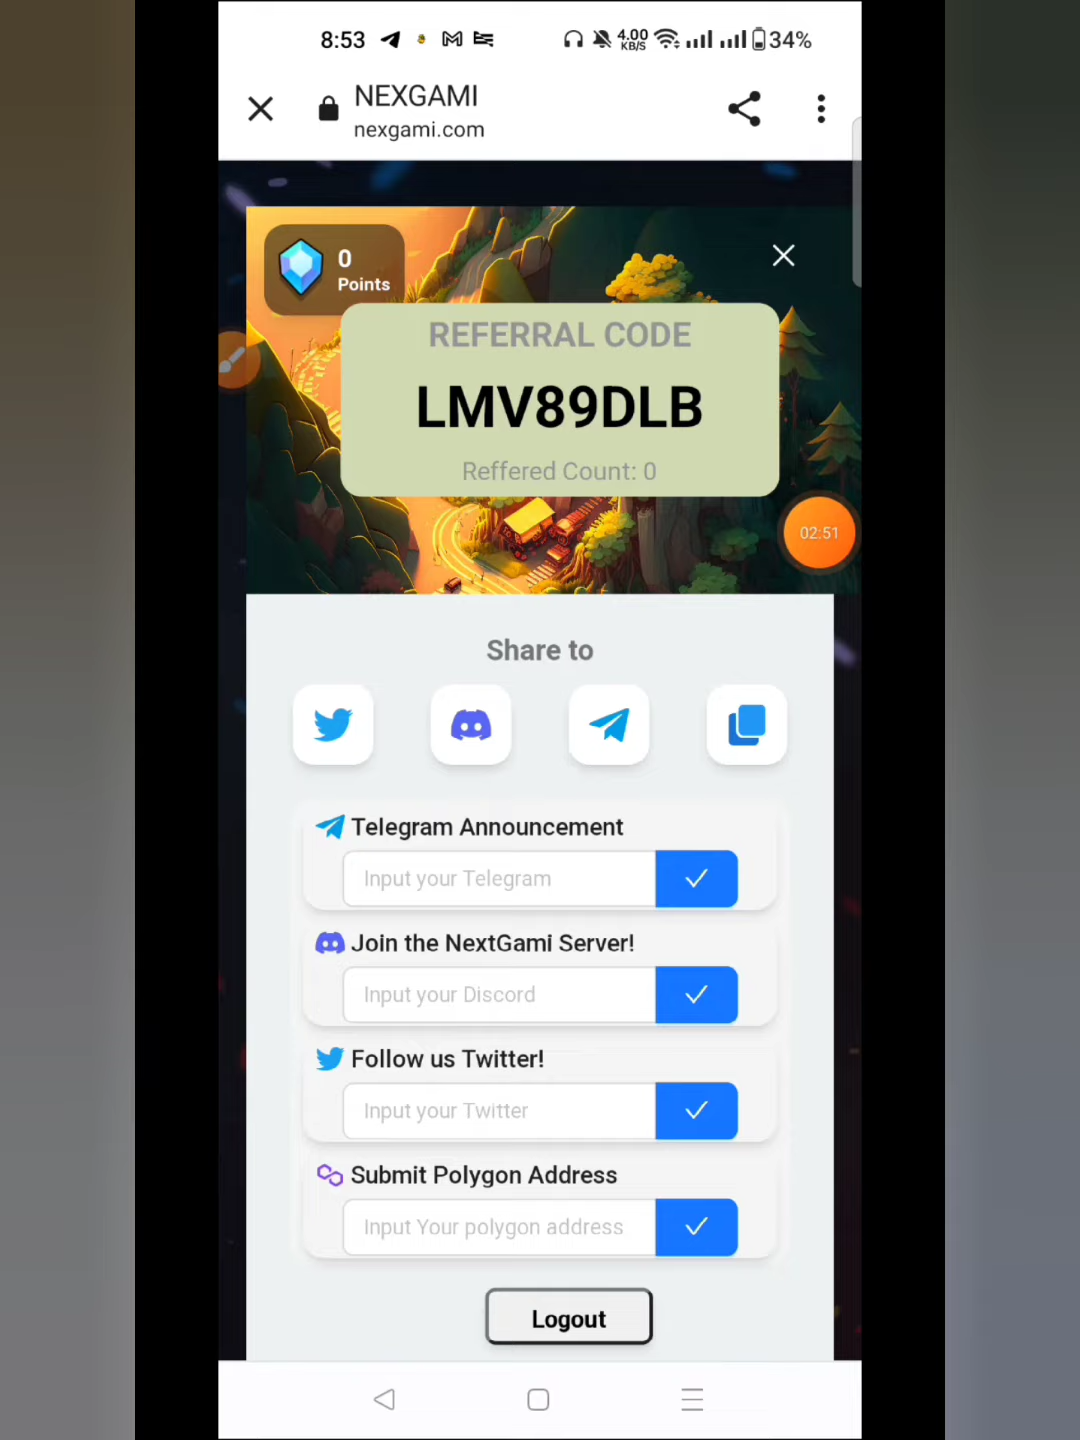 8:53
4.00
KB/S
34%
NEXGAMI
nexgami.com
0
Points
REFERRAL CODE
LMV89DLB
Reffered Count: 0
02:51
Share to
Telegram Announcement
Input your Telegram
Join the NextGami Server!
Input your Discord
Follow us Twitter!
Input your Twitter
Submit Polygon Address
Input Your polygon address
Logout